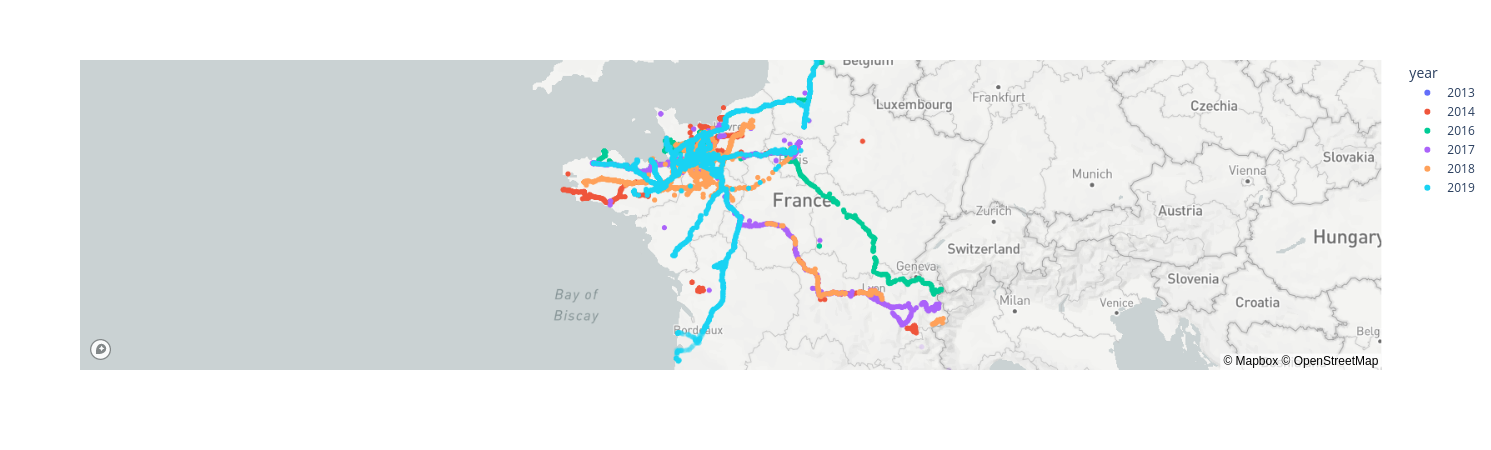 year
2013
2014
2016
2017
2018
2019
Belgium
Luxembourg
Frankfurt
Czechia
Slovakia
Munich
Vienna
France
Austria
Zurich
Switzerland
Hungary
Geneva
Slovenia
Lyon
Milan
Venice
Croatia
Bay of
Biscay
Bordeaux
Belg
© Mapbox © OpenStreetMap